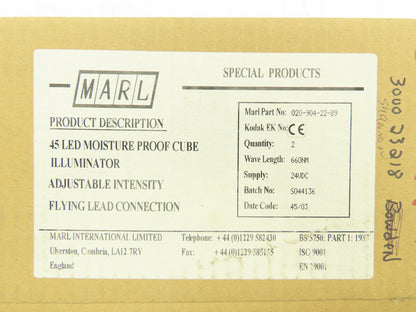 MARL
SPECIAL PRODUCTS
PRODUCT DESCRIPTION
45 LED MOISTURE PROOF CUBE
ILLUMINATOR
ADJUSTABLE INTENSITY
FLYING LEAD CONNECTION
Marl Part No: 020-904-22-89
Kodak EK No: CE
Quantity: 2
Wave Length: 660NM
Supply: 24VDC
Batch No: S044136
Date Code: 45/03
MARL INTERNATIONAL LIMITED
Ulverston, Cumbria, LA12 7RY
England
Telephone: +44 (0)1229 582430
Fax: +44 (0)1229 585155
BS 5750: PART 1: 1987
ISO 9001
EN 29001
3000 23218